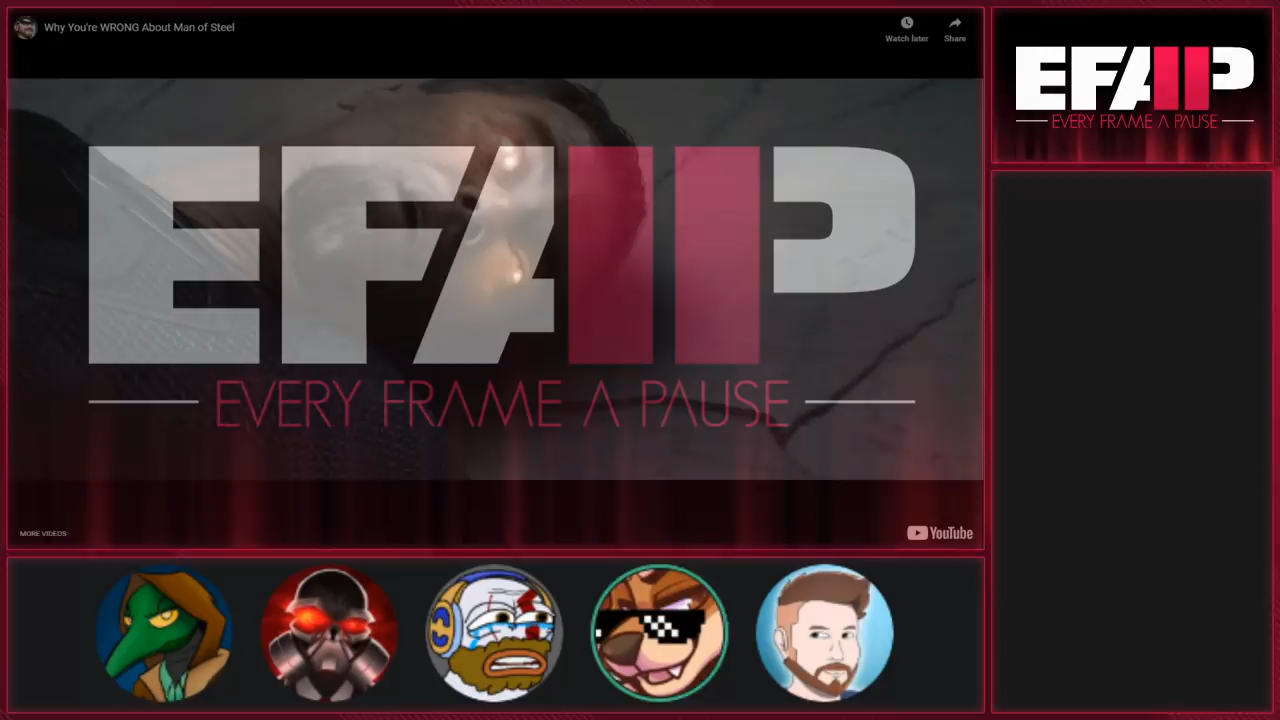 Why You're WRONG About Man of Steel
Watch later
Share
EFAP
EVERY FRAME A PAUSE
EFAP
EVERY FRAME A PAUSE
MORE VIDEOS
YouTube